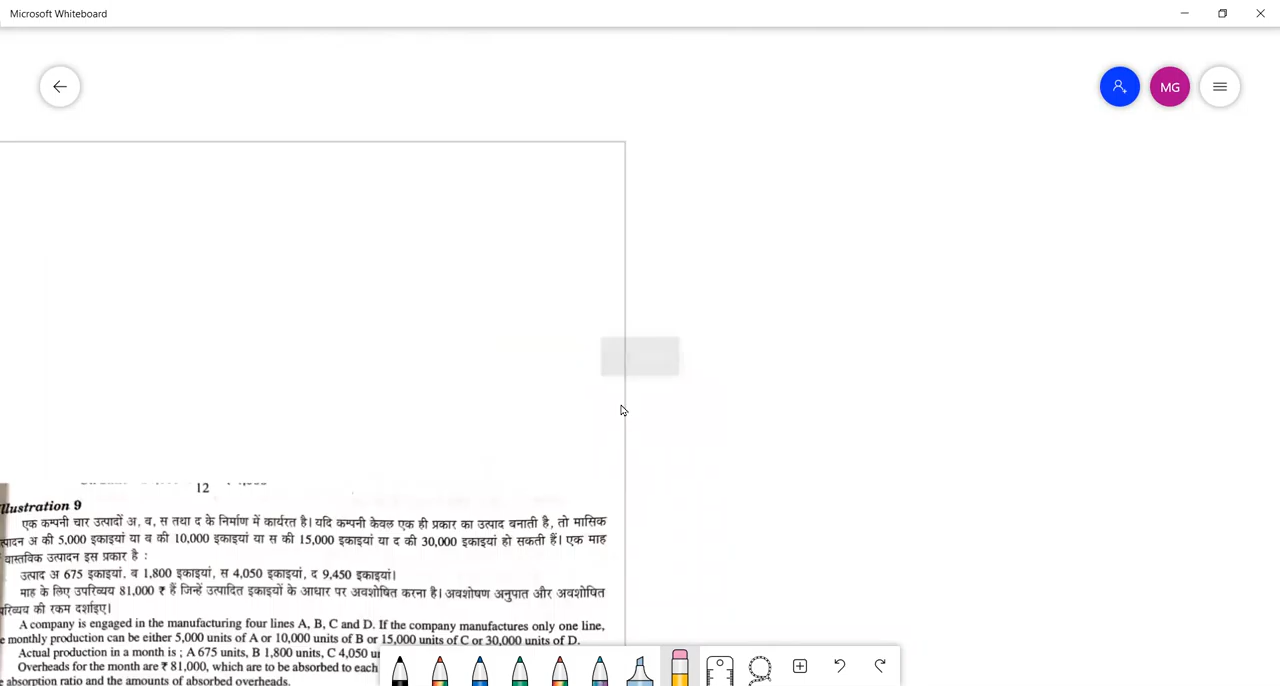 Microsoft Whiteboard
MG
12
llustration 9
एक कम्पनी चार उत्पादों अ, ब, स तथा द के निर्माण में कार्यरत है। यदि कम्पनी केवल एक ही प्रकार का उत्पाद बनाती है, तो मासिक
त्पादन अ की 5,000 इकाइयां या ब की 10,000 इकाइयां या स की 15,000 इकाइयां या द की 30,000 इकाइयां हो सकती हैं। एक माह
वास्तविक उत्पादन इस प्रकार है :
उत्पाद अ 675 इकाइयां, ब 1,800 इकाइयां, स 4,050 इकाइयां, द 9,450 इकाइयां।
माह के लिए उपरिव्यय 81,000 ₹ हैं जिन्हें उत्पादित इकाइयों के आधार पर अवशोषित करना है। अवशोषण अनुपात और अवशोषित
परिव्यय की रकम दर्शाइए।
A company is engaged in the manufacturing four lines A, B, C and D. If the company manufactures only one line,
e monthly production can be either 5,000 units of A or 10,000 units of B or 15,000 units of C or 30,000 units of D.
Actual production in a month is ; A 675 units, B 1,800 units, C 4,050 u
Overheads for the month are ₹ 81,000, which are to be absorbed to each
e absorption ratio and the amounts of absorbed overheads.